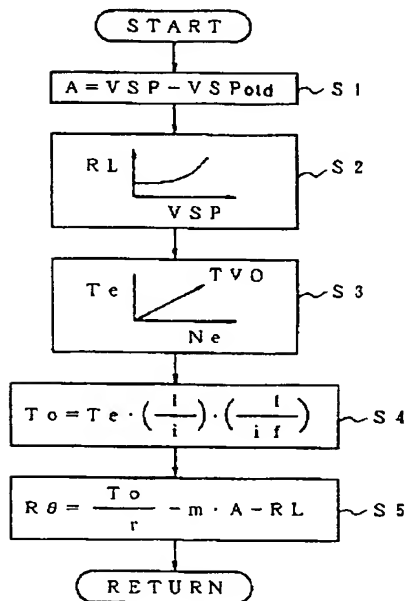 START
A = VSP - VSPold
S1
RL
VSP
S2
Te
TVO
Ne
S3
To = Te · (1/i) · (1/if)
S4
Rθ = To/r - m · A - RL
S5
RETURN